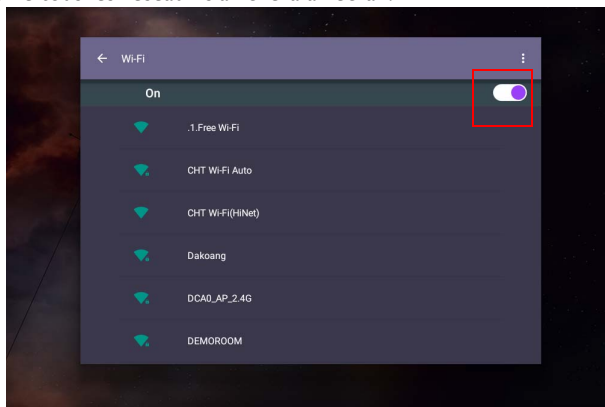 Wi-Fi
On
.1.Free Wi-Fi
CHT Wi-Fi Auto
CHT Wi-Fi(HiNet)
Dakoang
DCA0_AP_2.4G
DEMOROOM